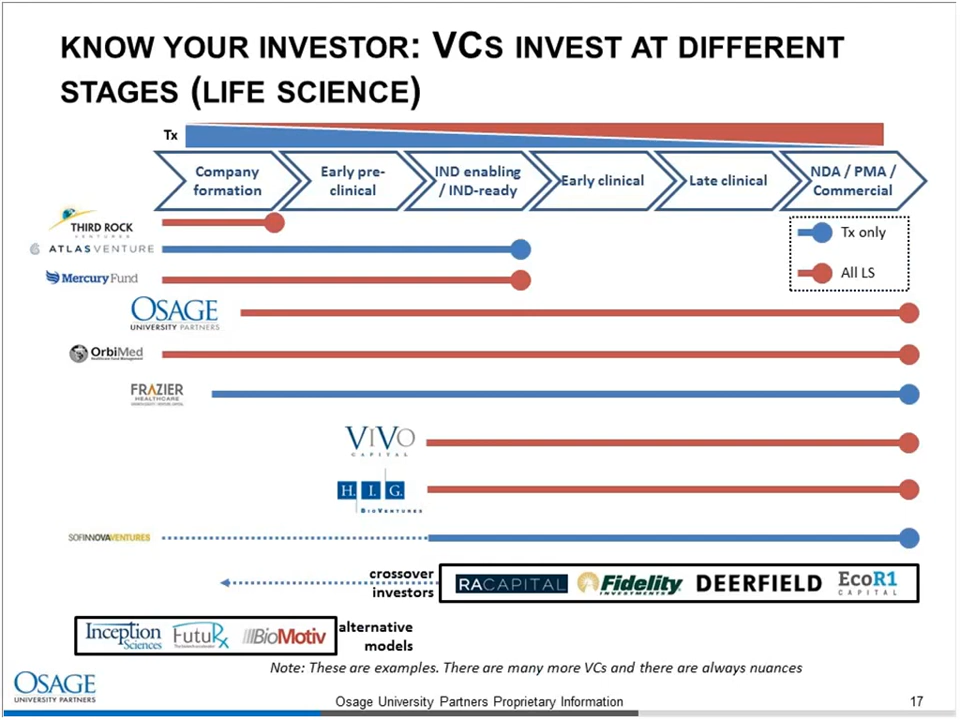 KNOW YOUR INVESTOR: VCS INVEST AT DIFFERENT
STAGES (LIFE SCIENCE)
Tx
Company
formation
Early pre-
clinical
IND enabling
/ IND-ready
Early clinical
Late clinical
NDA / PMA /
Commercial
THIRD ROCK
VENTURES
ATLAS VENTURE
Tx only
All LS
Mercury Fund
OSAGE
UNIVERSITY PARTNERS
OrbiMed
Healthcare Fund Management
FRAZIER
HEALTHCARE
VIVO
CAPITAL
H. I. G.
BIOVENTURES
SOFINNOVAVENTURES
crossover
investors
RACAPITAL
Fidelity
INVESTMENTS
DEERFIELD
EcoR1
CAPITAL
Inception
Sciences
FutuRx
BioMotiv
alternative
models
Note: These are examples. There are many more VCs and there are always nuances
OSAGE
UNIVERSITY PARTNERS
Osage University Partners Proprietary Information
17